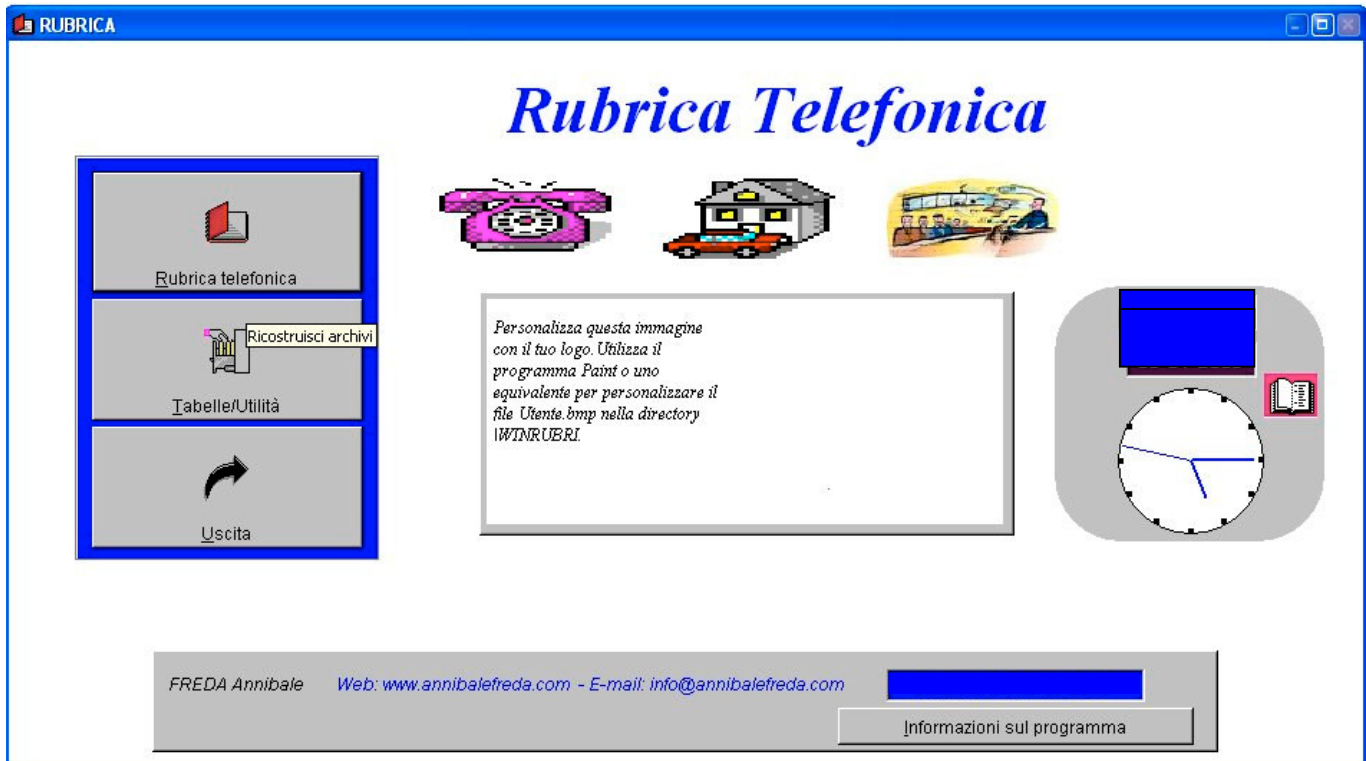 RUBRICA
Rubrica Telefonica
Rubrica telefonica
Ricostruisci archivi
Tabelle/Utilità
Uscita
Personalizza questa immagine
con il tuo logo. Utilizza il
programma Paint o uno
equivalente per personalizzare il
file Utente.bmp nella directory
\WINRUBRI.
FREDA Annibale Web: www.annibalefreda.com - E-mail: info@annibalefreda.com
Informazioni sul programma